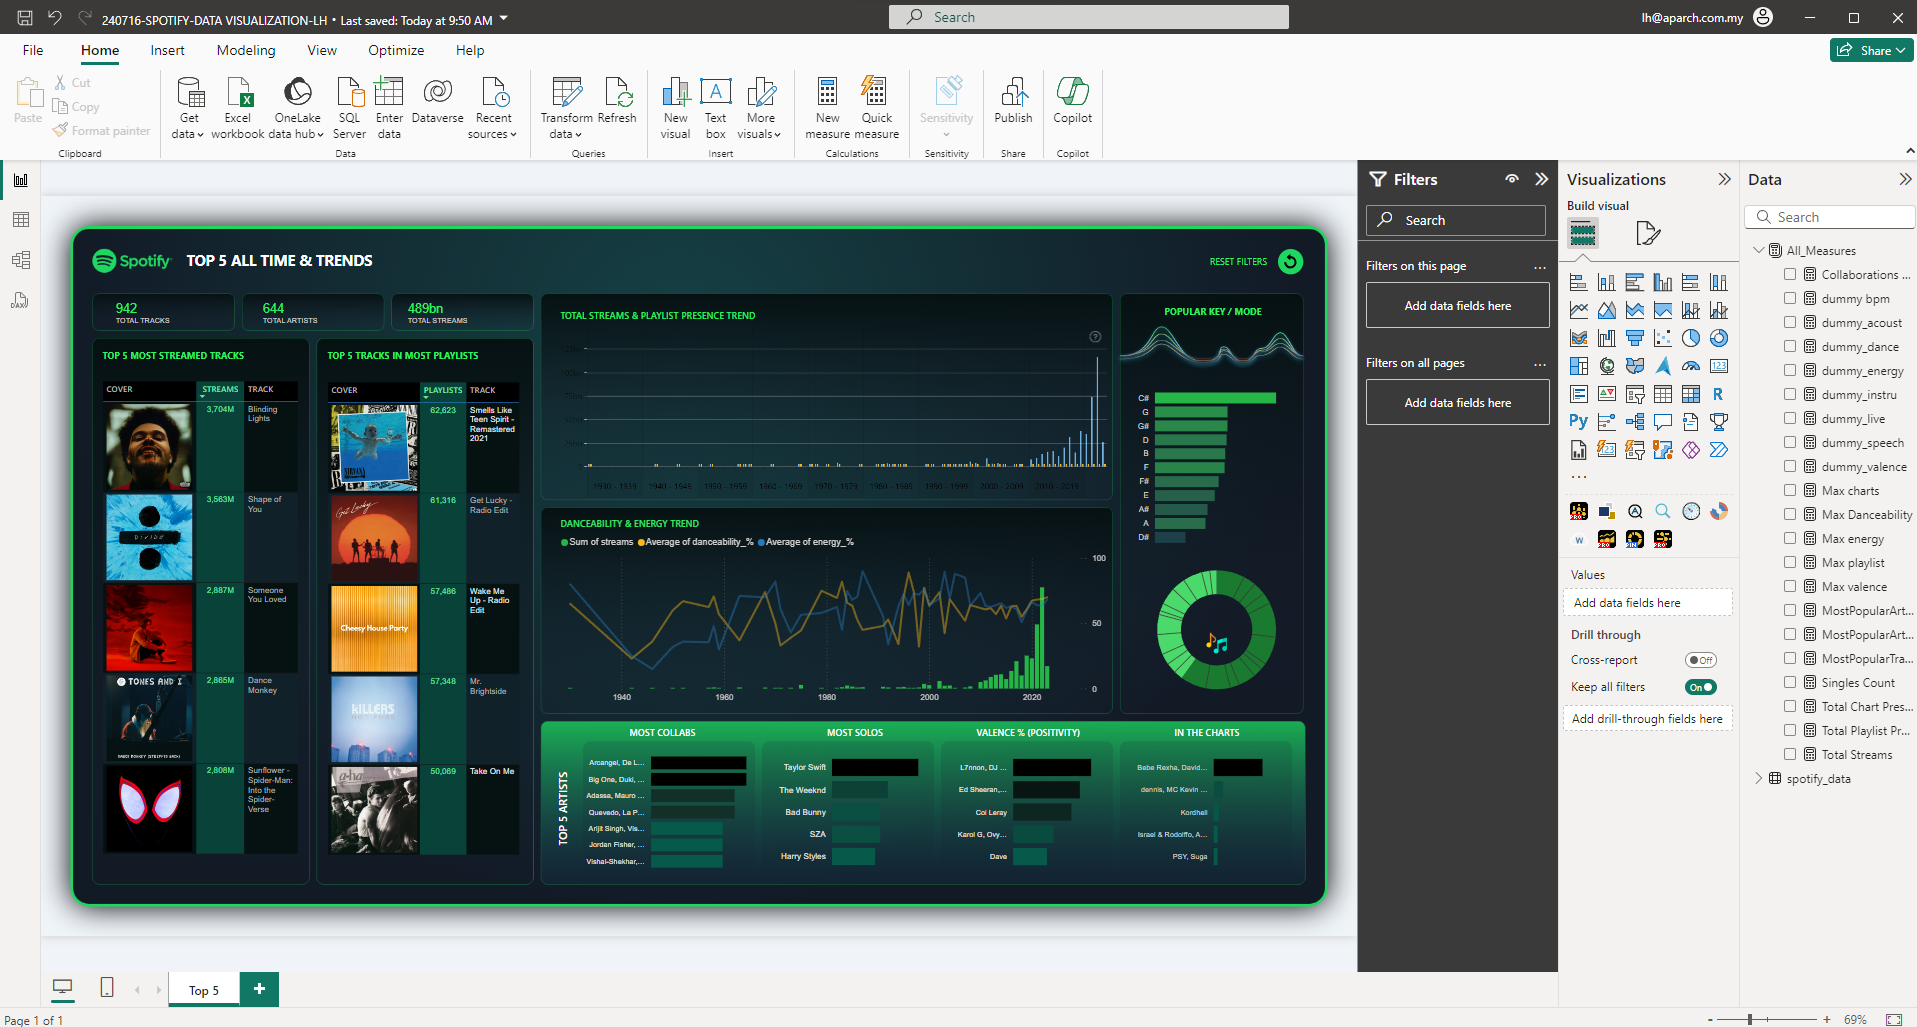 240716-SPOTIFY-DATA VISUALIZATION-LH • Last saved: Today at 9:50 AM
Search
lh@aparch.com.my
File
Home
Insert
Modeling
View
Optimize
Help
Share
Paste
Cut
Copy
Format painter
Clipboard
Get data
Excel workbook
OneLake data hub
SQL Server
Enter data
Dataverse
Recent sources
Data
Transform data
Refresh
Queries
New visual
Text box
More visuals
Insert
New measure
Quick measure
Calculations
Sensitivity
Sensitivity
Publish
Share
Copilot
Copilot
Spotify
TOP 5 ALL TIME & TRENDS
RESET FILTERS
942
TOTAL TRACKS
644
TOTAL ARTISTS
489bn
TOTAL STREAMS
TOP 5 MOST STREAMED TRACKS
COVER STREAMS TRACK
3,704M Blinding Lights
DIVIDE
3,563M Shape of You
2,887M Someone You Loved
TONES AND I
2,865M Dance Monkey
2,808M Sunflower - Spider-Man: Into the Spider-Verse
TOP 5 TRACKS IN MOST PLAYLISTS
COVER PLAYLISTS TRACK
NIRVANA
62,623 Smells Like Teen Spirit - Remastered 2021
Get Lucky
61,316 Get Lucky - Radio Edit
Cheesy House Party
57,486 Wake Me Up - Radio Edit
KILLERS
57,348 Mr. Brightside
a-ha
50,069 Take On Me
TOTAL STREAMS & PLAYLIST PRESENCE TREND
1930 - 1939
1940 - 1949
1950 - 1959
1960 - 1969
1970 - 1979
1980 - 1989
1990 - 1999
2000 - 2009
2010 - 2019
DANCEABILITY & ENERGY TREND
Sum of streams
Average of danceability_%
Average of energy_%
100
50
0
1940
1960
1980
2000
2020
POPULAR KEY / MODE
C#
G
G#
D
B
F
F#
E
A#
A
D#
TOP 5 ARTISTS
MOST COLLABS
Arcangel, De L...
Big One, Duki, ...
Adassa, Mauro ...
Quevedo, La P...
Arijit Singh, Vis...
Jordan Fisher, ...
Vishal-Shekhar,...
MOST SOLOS
Taylor Swift
The Weeknd
Bad Bunny
SZA
Harry Styles
VALENCE % (POSITIVITY)
L7nnon, DJ ...
Ed Sheeran,...
Coi Leray
Karol G, Ovy...
Dave
IN THE CHARTS
Bebe Rexha, David...
dennis, MC Kevin ...
Kordhell
Israel & Rodolffo, A...
PSY, Suga
Filters
Search
Filters on this page
...
Add data fields here
Filters on all pages
...
Add data fields here
Visualizations
Build visual
R
Py
...
Values
Add data fields here
Drill through
Cross-report
Off
Keep all filters
On
Add drill-through fields here
Data
Search
All_Measures
Collaborations ...
dummy bpm
dummy_acoust
dummy_dance
dummy_energy
dummy_instru
dummy_live
dummy_speech
dummy_valence
Max charts
Max Danceability
Max energy
Max playlist
Max valence
MostPopularArt...
MostPopularArt...
MostPopularTra...
Singles Count
Total Chart Pres...
Total Playlist Pr...
Total Streams
spotify_data
Top 5
Page 1 of 1
69%